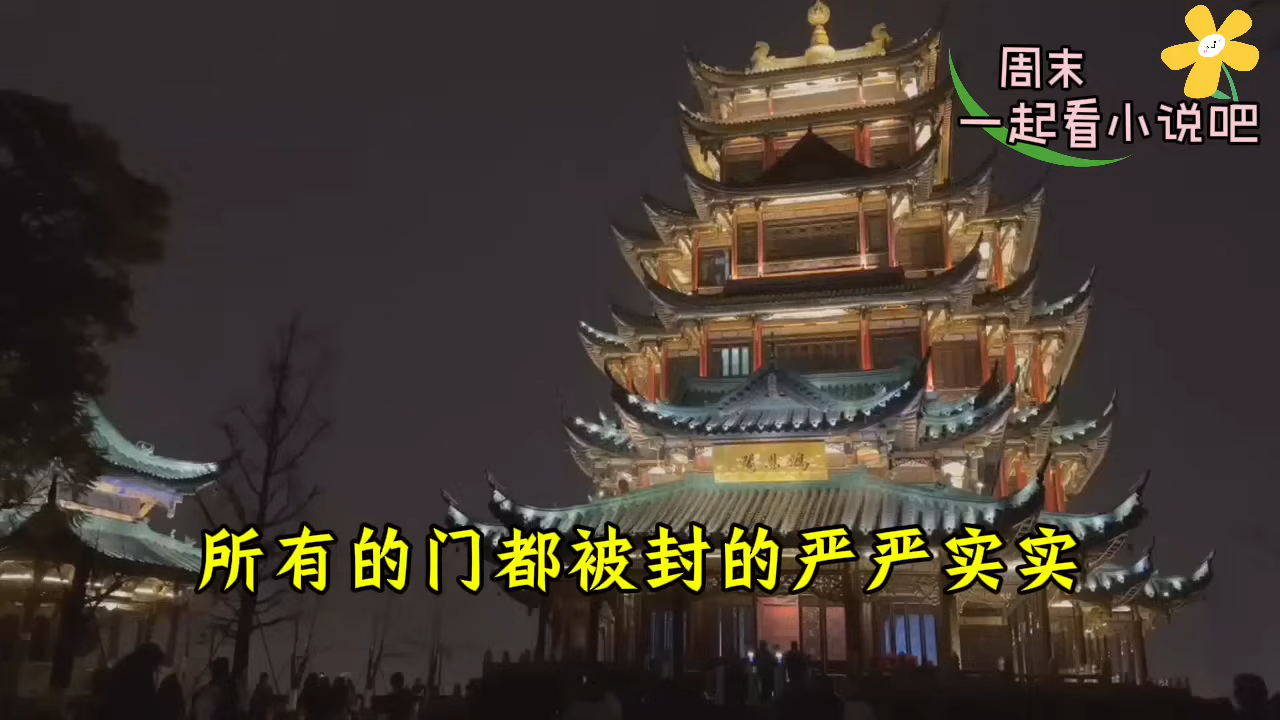 周末
一起看小说吧
所有的门都被封的严严实实